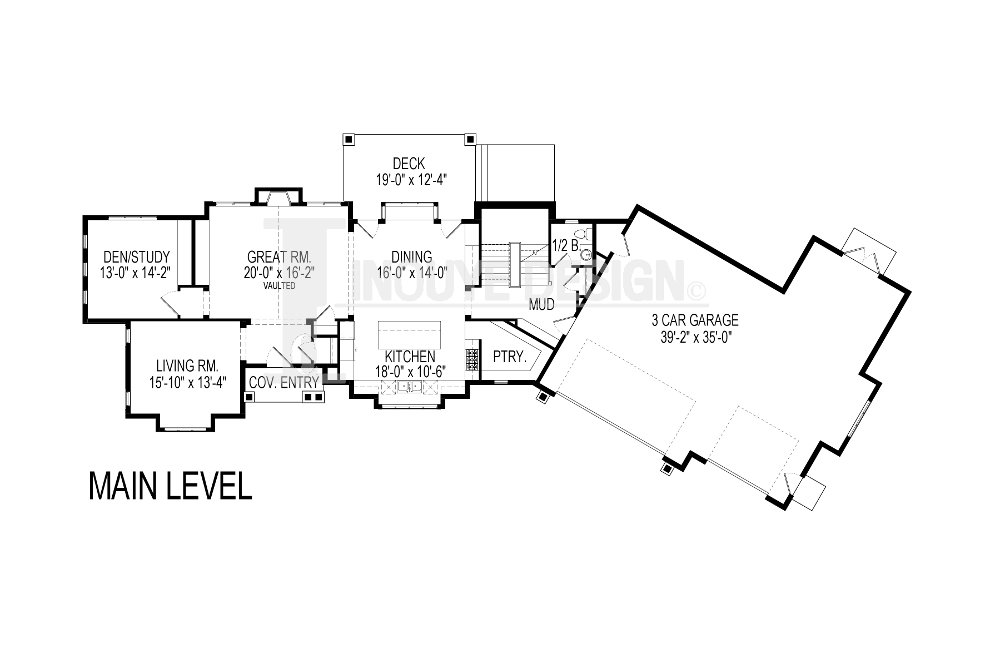 DECK
19'-0" x 12'-4"
DEN/STUDY
13'-0" x 14'-2"
GREAT RM.
20'-0" x 16'-2"
VAULTED
DINING
16'-0" x 14'-0"
1/2 B.
INOUYE DESIGN ©
MUD
3 CAR GARAGE
39'-2" x 35'-0"
LIVING RM.
15'-10" x 13'-4"
KITCHEN
18'-0" x 10'-6"
PTRY.
COV. ENTRY
MAIN LEVEL